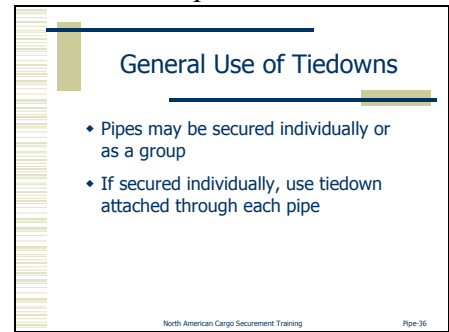 General Use of Tiedowns
◆ Pipes may be secured individually or
as a group
◆ If secured individually, use tiedown
attached through each pipe
North American Cargo Securement Training Pipe-36